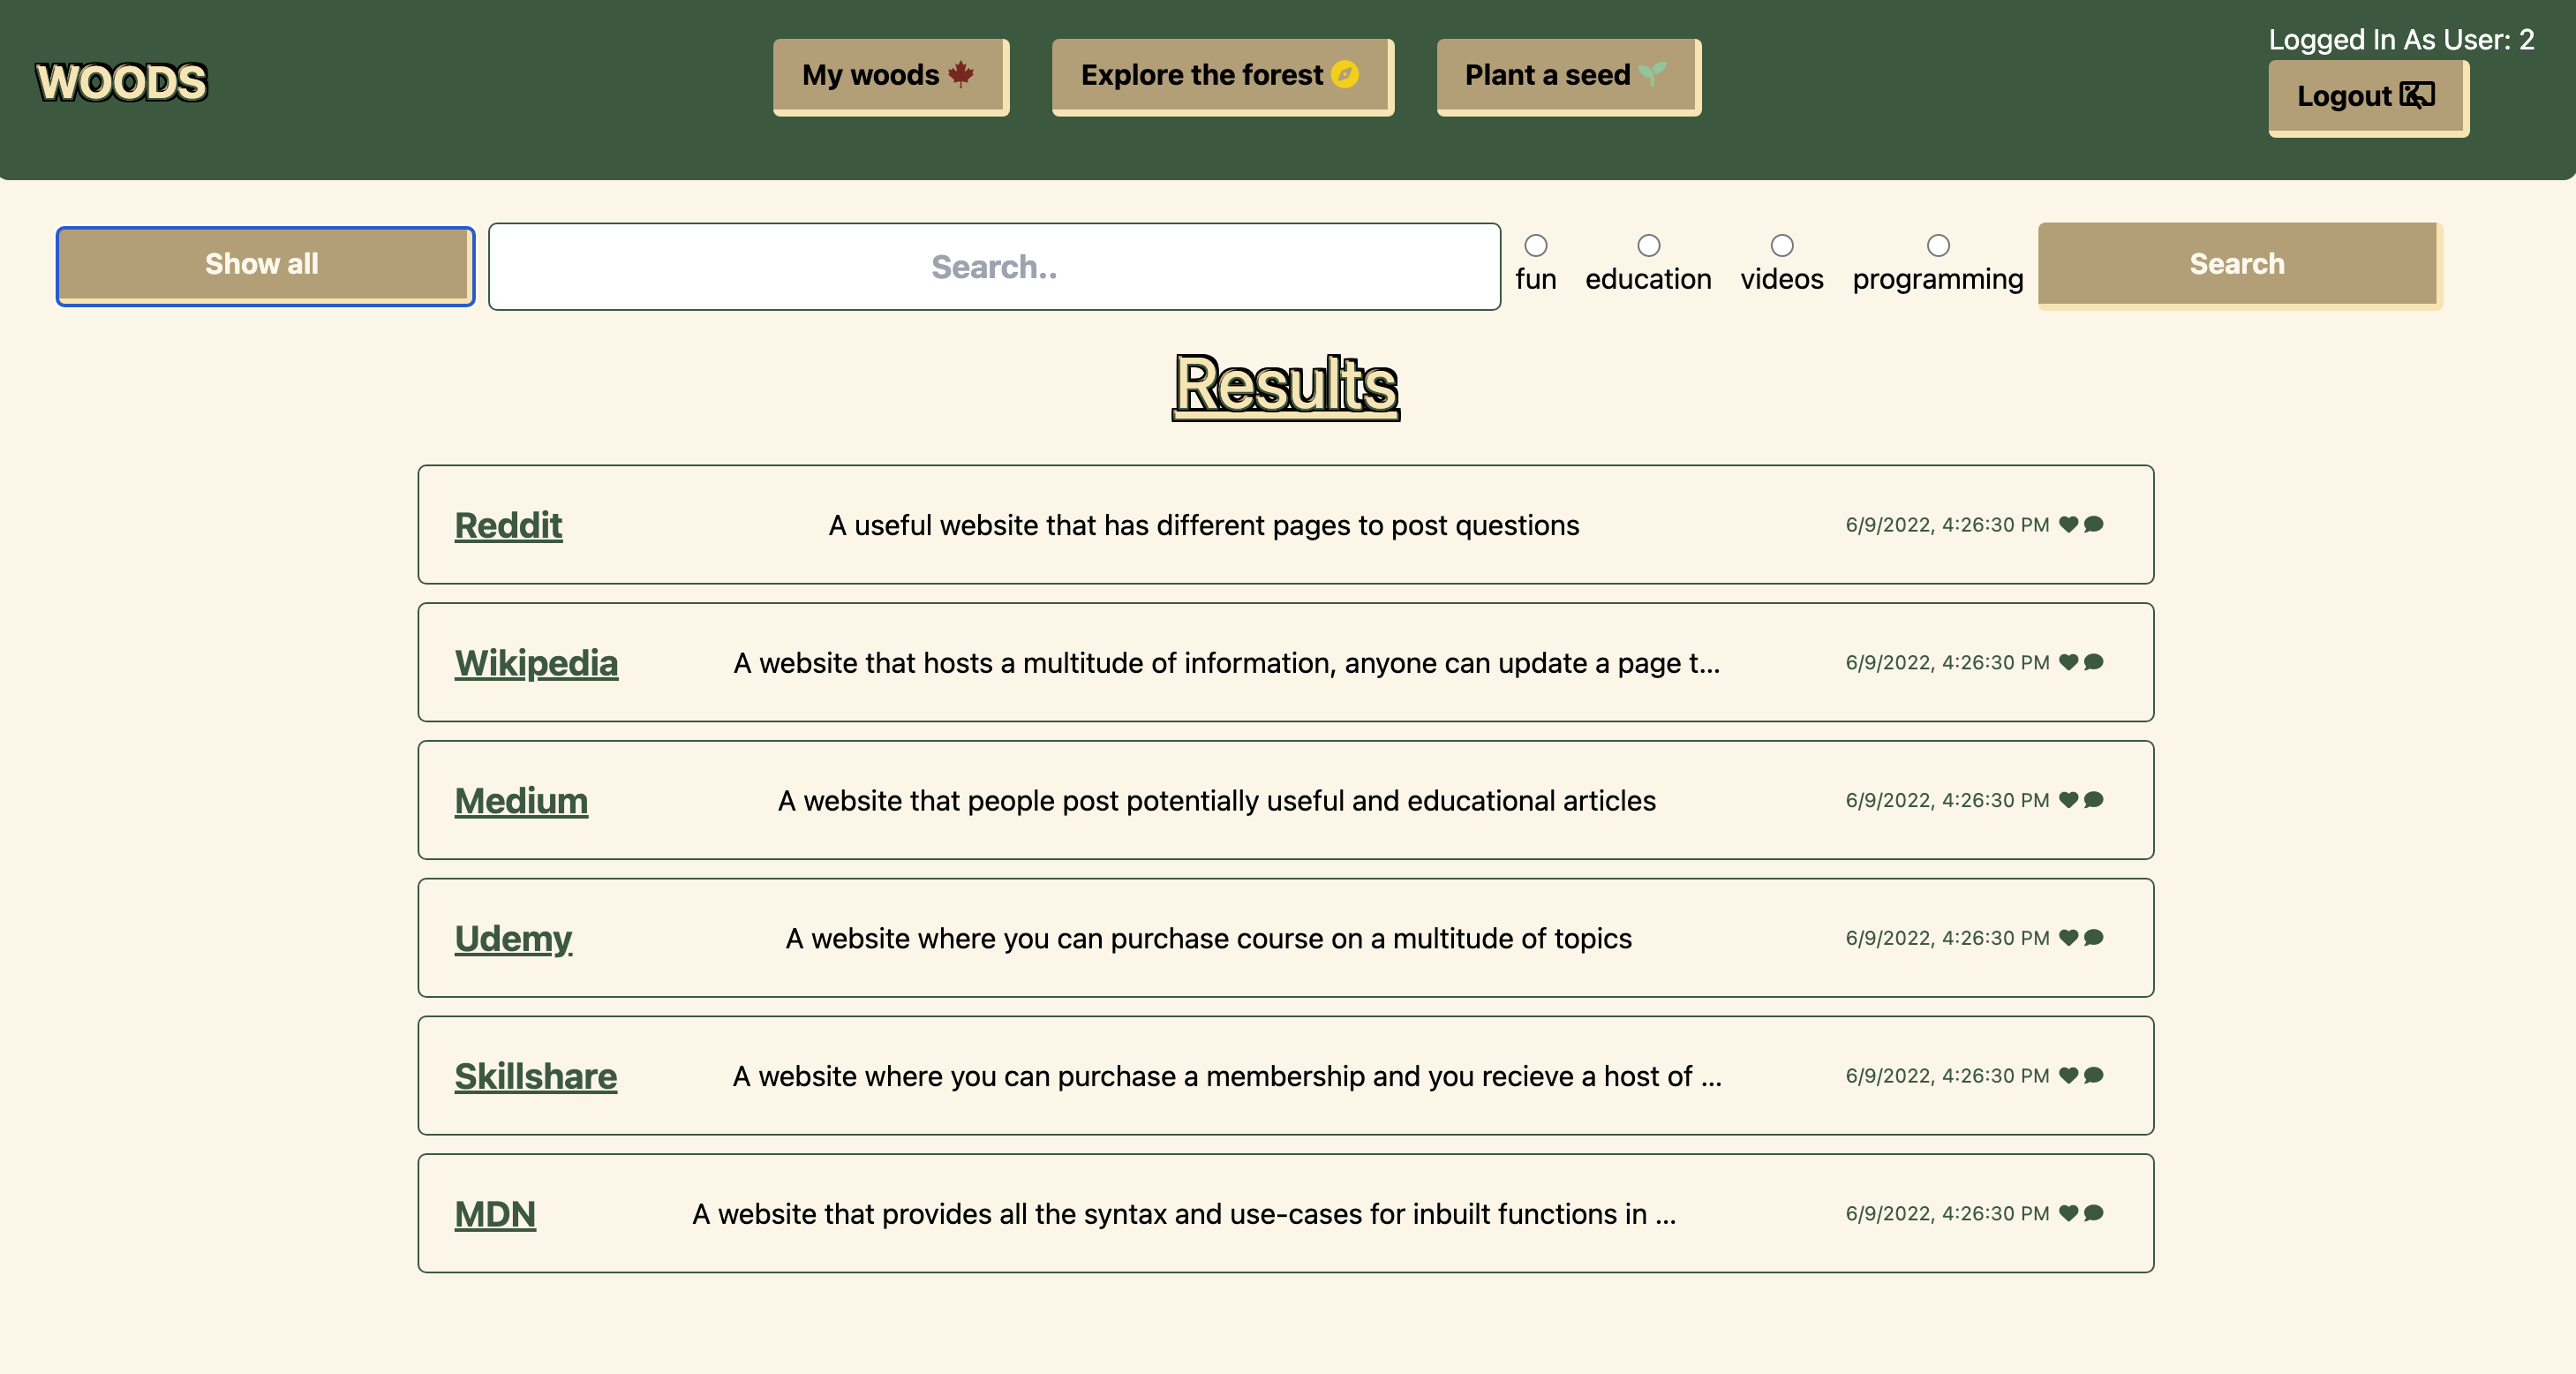 WOODS
My woods
Explore the forest
Plant a seed
Logged In As User: 2
Logout
Show all
Search..
fun
education
videos
programming
Search
Results
Reddit A useful website that has different pages to post questions 6/9/2022, 4:26:30 PM
Wikipedia A website that hosts a multitude of information, anyone can update a page t... 6/9/2022, 4:26:30 PM
Medium A website that people post potentially useful and educational articles 6/9/2022, 4:26:30 PM
Udemy A website where you can purchase course on a multitude of topics 6/9/2022, 4:26:30 PM
Skillshare A website where you can purchase a membership and you recieve a host of ... 6/9/2022, 4:26:30 PM
MDN A website that provides all the syntax and use-cases for inbuilt functions in ... 6/9/2022, 4:26:30 PM